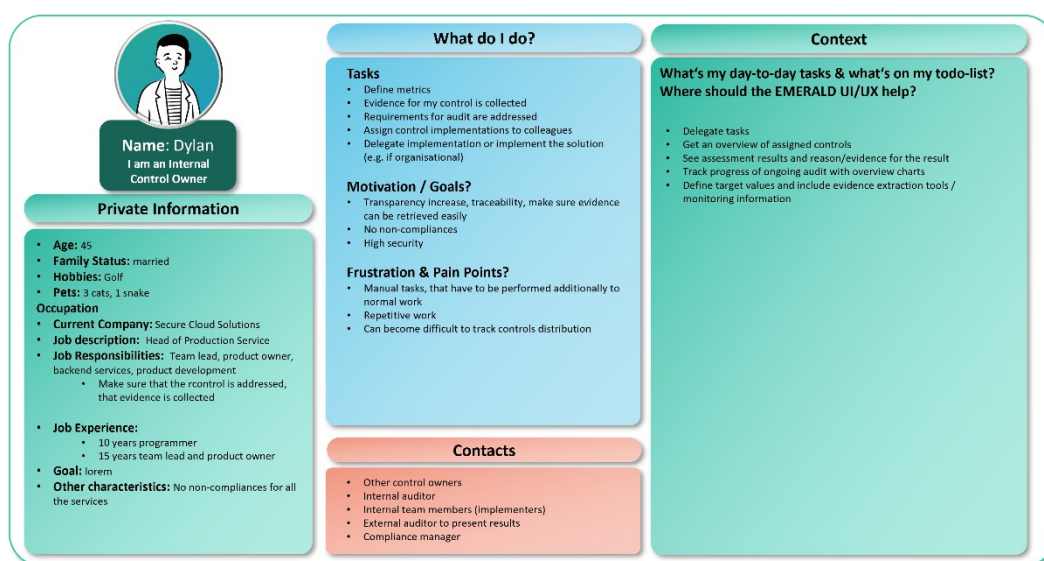 Name: Dylan
I am an Internal
Control Owner
Private Information
• Age: 45
• Family Status: married
• Hobbies: Golf
• Pets: 3 cats, 1 snake
Occupation
• Current Company: Secure Cloud Solutions
• Job description: Head of Production Service
• Job Responsibilities: Team lead, product owner,
backend services, product development
• Make sure that the rcontrol is addressed,
that evidence is collected
• Job Experience:
• 10 years programmer
• 15 years team lead and product owner
• Goal: lorem
• Other characteristics: No non-compliances for all
the services
What do I do?
Tasks
• Define metrics
• Evidence for my control is collected
• Requirements for audit are addressed
• Assign control implementations to colleagues
• Delegate implementation or implement the solution
(e.g. if organisational)
Motivation / Goals?
• Transparency increase, traceability, make sure evidence
can be retrieved easily
• No non-compliances
• High security
Frustration & Pain Points?
• Manual tasks, that have to be performed additionally to
normal work
• Repetitive work
• Can become difficult to track controls distribution
Contacts
• Other control owners
• Internal auditor
• Internal team members (implementers)
• External auditor to present results
• Compliance manager
Context
What's my day-to-day tasks & what's on my todo-list?
Where should the EMERALD UI/UX help?
• Delegate tasks
• Get an overview of assigned controls
• See assessment results and reason/evidence for the result
• Track progress of ongoing audit with overview charts
• Define target values and include evidence extraction tools /
monitoring information